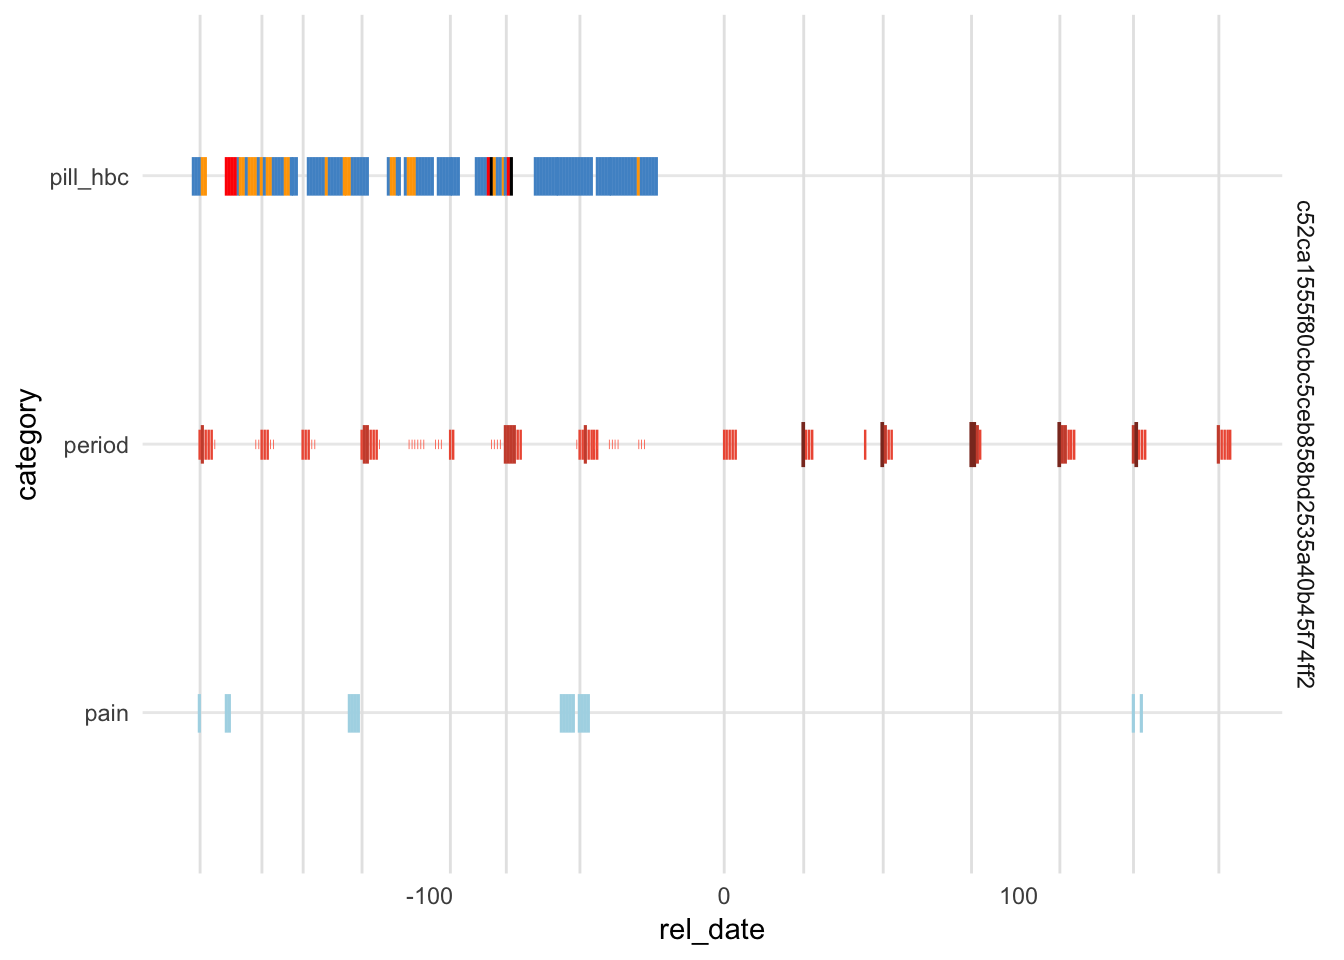 pill_hbc
period
pain
category
-100
0
100
rel_date
c52ca1555f80cbc5ceb858bd2535a40b45f74ff2